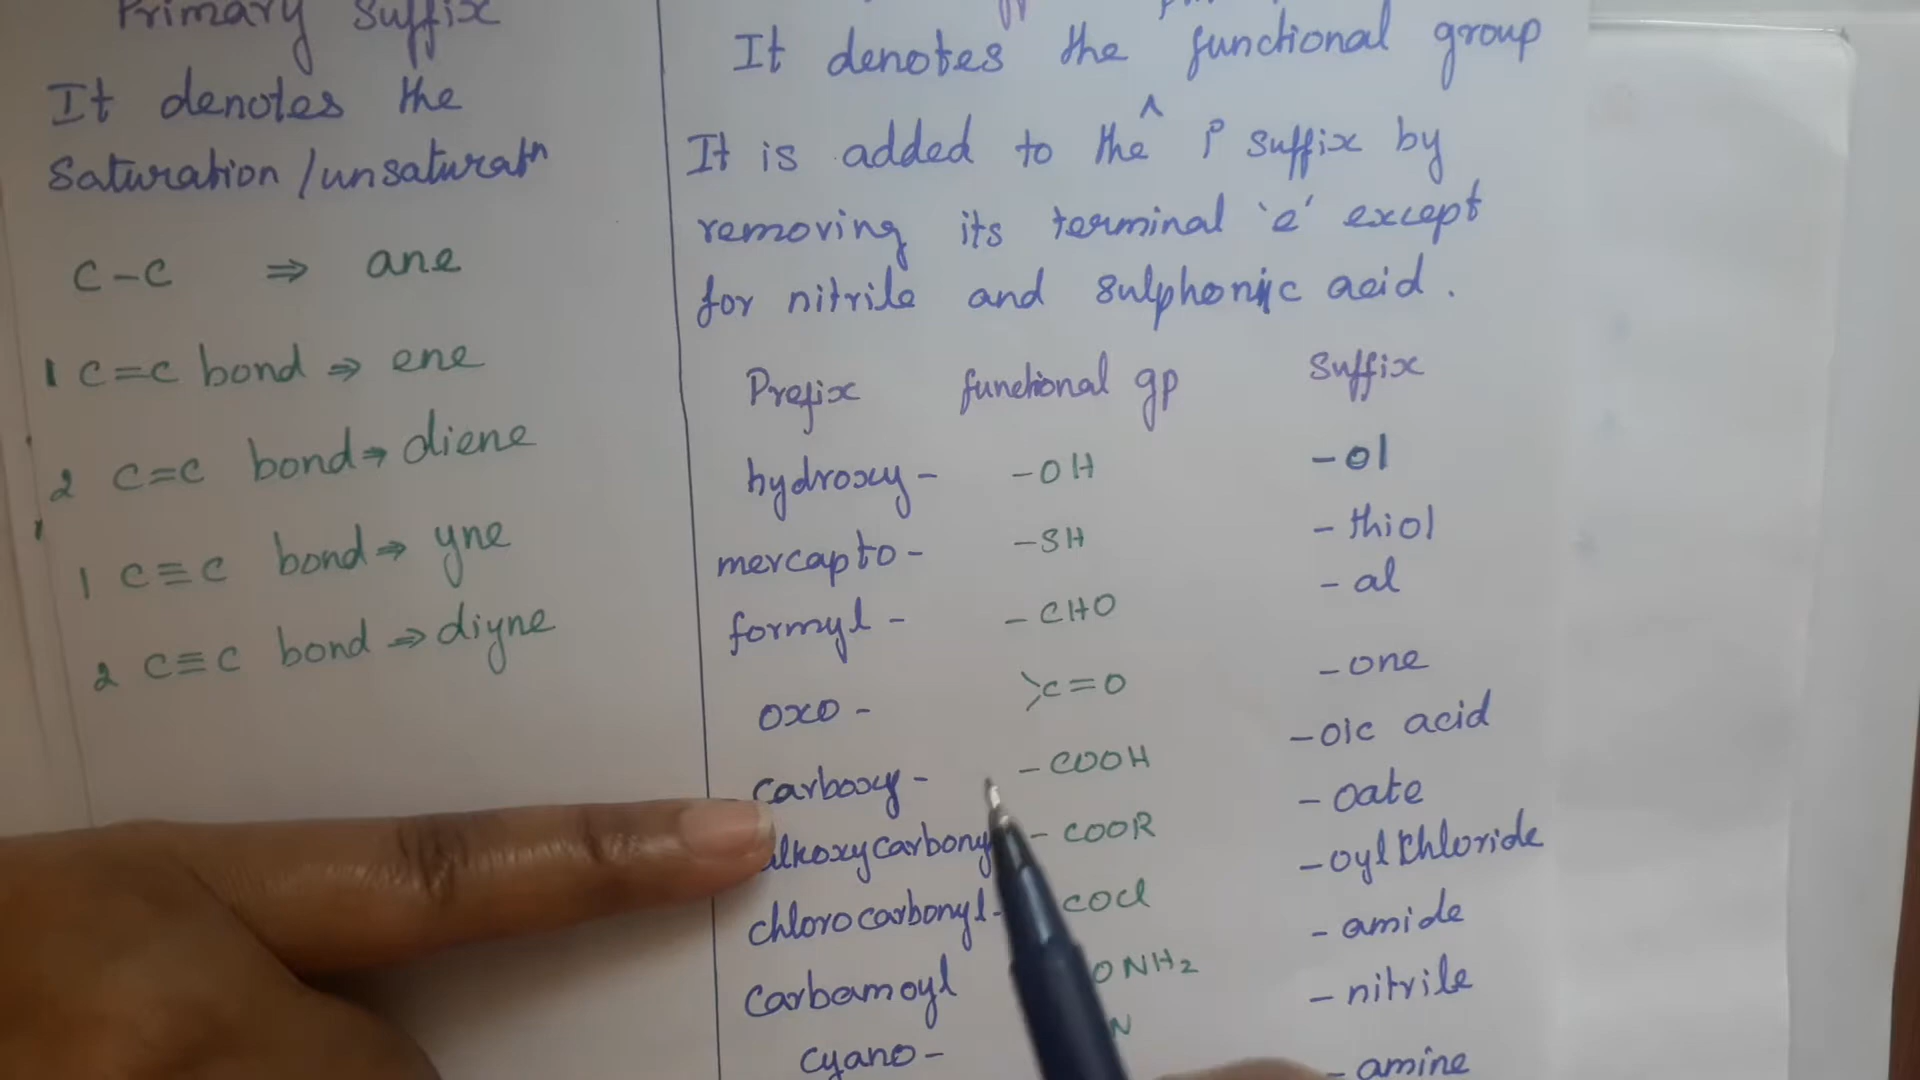 Primary Suffix
It denotes the
Saturation / unsaturatn
C-C ⇒ ane
1 C=C bond ⇒ ene
2 C=C bond ⇒ diene
1 C≡C bond ⇒ yne
2 C≡C bond ⇒ diyne
It denotes the functional group
It is added to the ^ 1° suffix by
removing its terminal 'e' except
for nitrile and sulphonic acid.
Prefix functional gp Suffix
hydroxy- -OH -ol
mercapto- -SH -thiol
formyl- -CHO -al
oxo- >C=O -one
carboxy- -COOH -oic acid
alkoxycarbonyl -COOR -oate
chlorocarbonyl- COCl -oyl chloride
Carbamoyl ONH2 -amide
cyano- N -nitrile
-amine